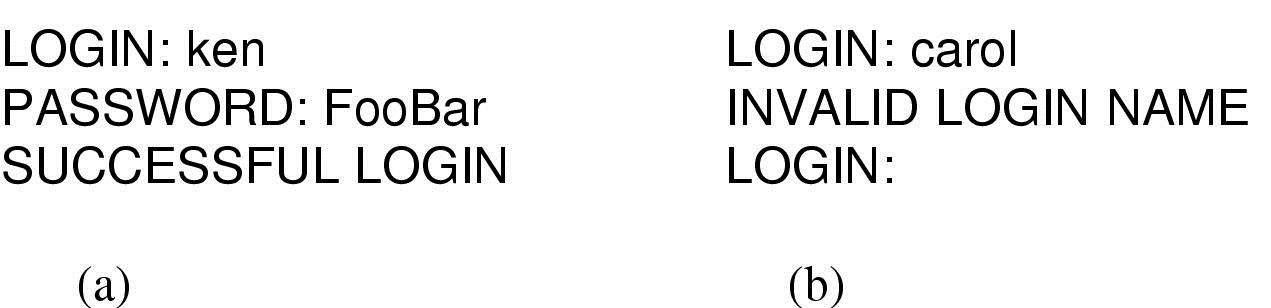 LOGIN: ken
PASSWORD: FooBar
SUCCESSFUL LOGIN
(a)
LOGIN: carol
INVALID LOGIN NAME
LOGIN:
(b)